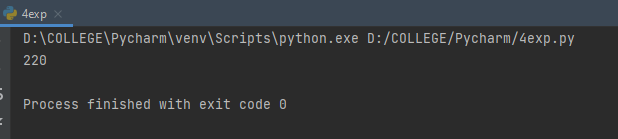 4exp
D:\COLLEGE\Pycharm\venv\Scripts\python.exe D:/COLLEGE/Pycharm/4exp.py
220
Process finished with exit code 0